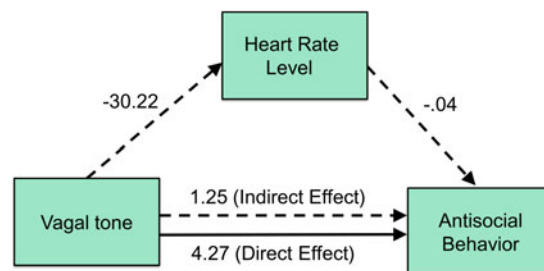 Heart Rate
Level
-30.22
-.04
1.25 (Indirect Effect)
Vagal tone
4.27 (Direct Effect)
Antisocial
Behavior